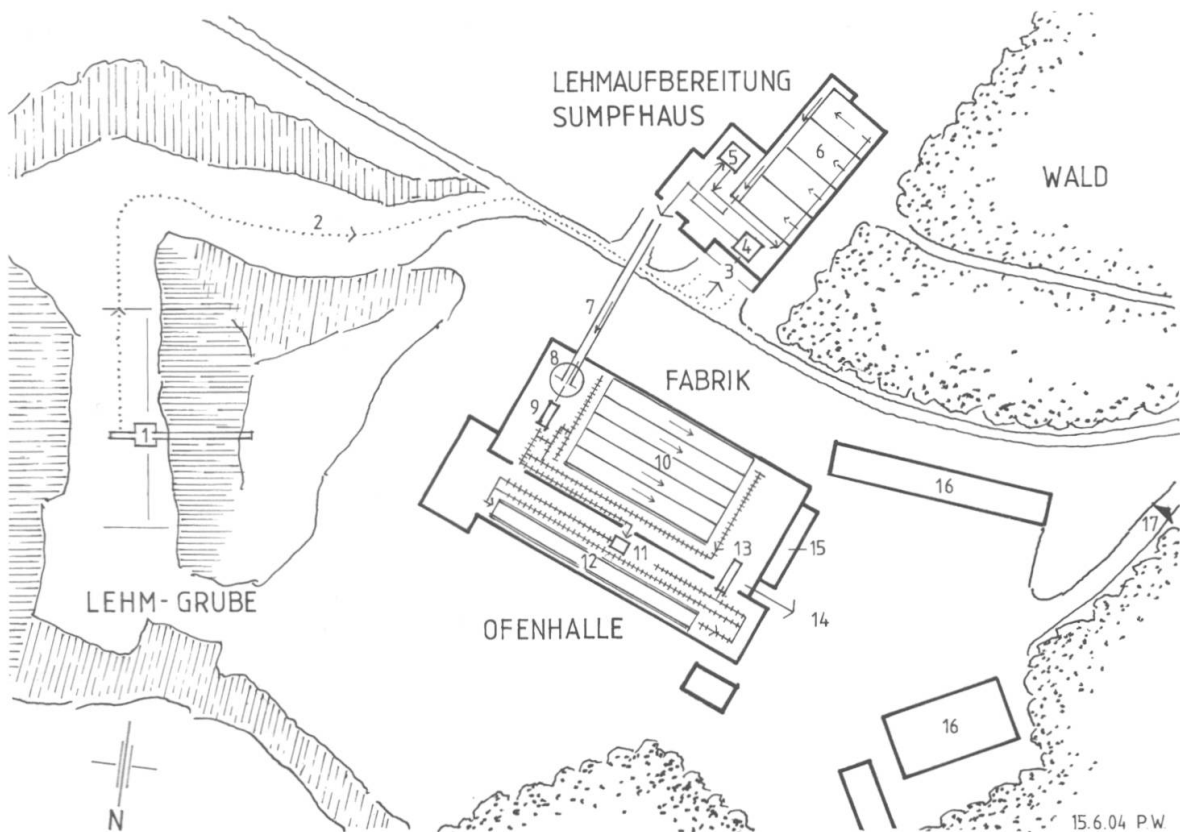 LEHMAUFBEREITUNG
SUMPFHAUS
5
6
WALD
2
4
3
7
8
FABRIK
9
10
1
16
17
11
13
15
12
LEHM-GRUBE
14
OFENHALLE
16
N
15.6.04 P.W.